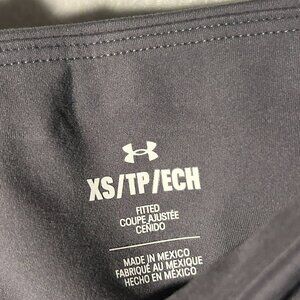 XS/TP/ECH
FITTED
COUPE AJUSTÉE
CEÑIDO
MADE IN MEXICO
FABRIQUÉ AU MEXIQUE
HECHO EN MÉXICO